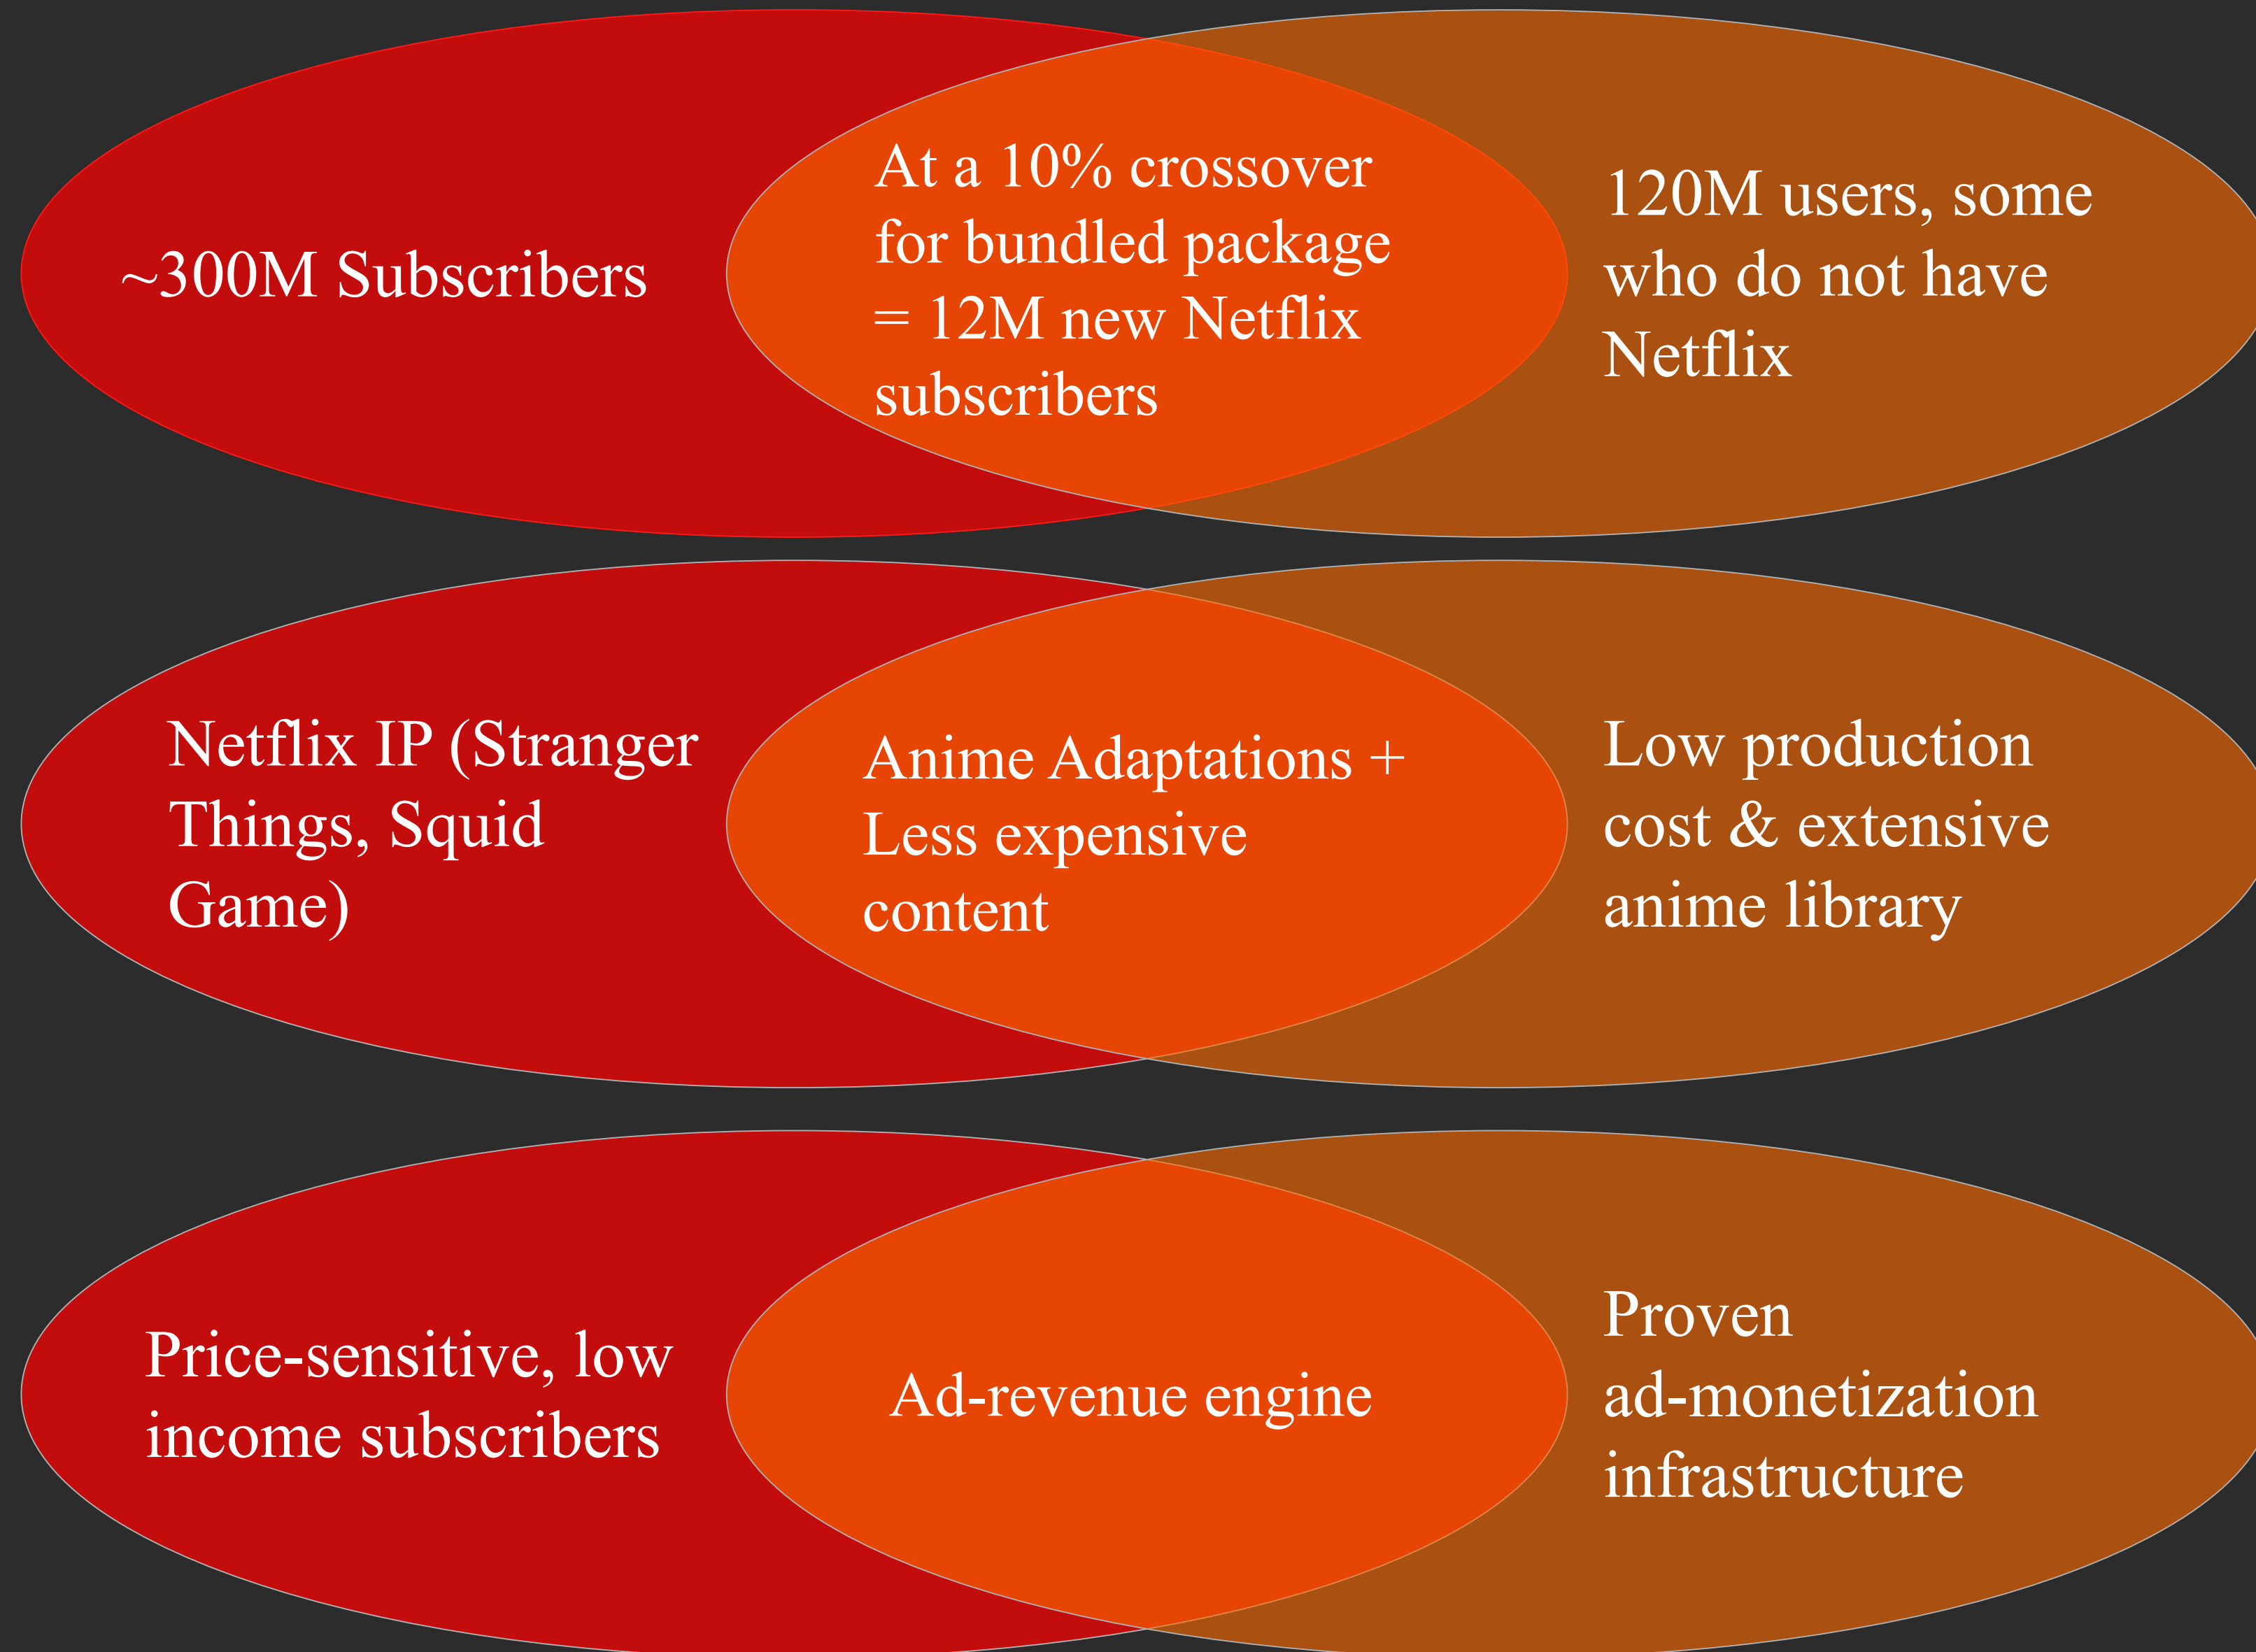 ~300M Subscribers
At a 10% crossover
for bundled package
= 12M new Netflix
subscribers
120M users, some
who do not have
Netflix
Netflix IP (Stranger
Things, Squid
Game)
Anime Adaptations +
Less expensive
content
Low production
cost & extensive
anime library
Price-sensitive, low
income subscribers
Ad-revenue engine
Proven
ad-monetization
infrastructure